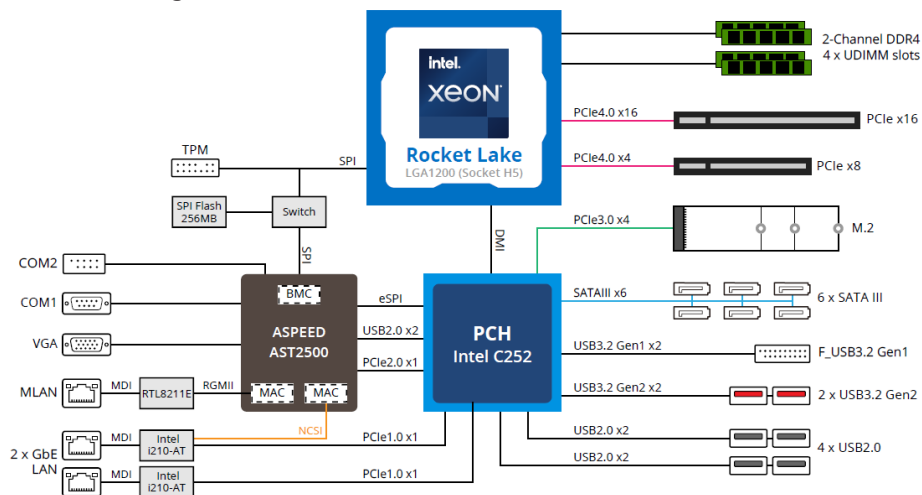 2-Channel DDR4
4 x UDIMM slots
intel.
XEON
Rocket Lake
LGA1200 (Socket H5)
PCIe4.0 x16
PCIe x16
PCIe4.0 x4
PCIe x8
TPM
SPI
SPI Flash
256MB
Switch
SPI
DMI
PCIe3.0 x4
M.2
COM2
BMC
eSPI
SATAIII x6
6 x SATA III
COM1
ASPEED
AST2500
USB2.0 x2
PCH
Intel C252
VGA
PCIe2.0 x1
USB3.2 Gen1 x2
F_USB3.2 Gen1
MLAN
MDI
RTL8211E
RGMII
MAC
MAC
USB3.2 Gen2 x2
2 x USB3.2 Gen2
NCSI
2 x GbE
LAN
MDI
Intel
i210-AT
PCIe1.0 x1
USB2.0 x2
4 x USB2.0
USB2.0 x2
MDI
Intel
i210-AT
PCIe1.0 x1